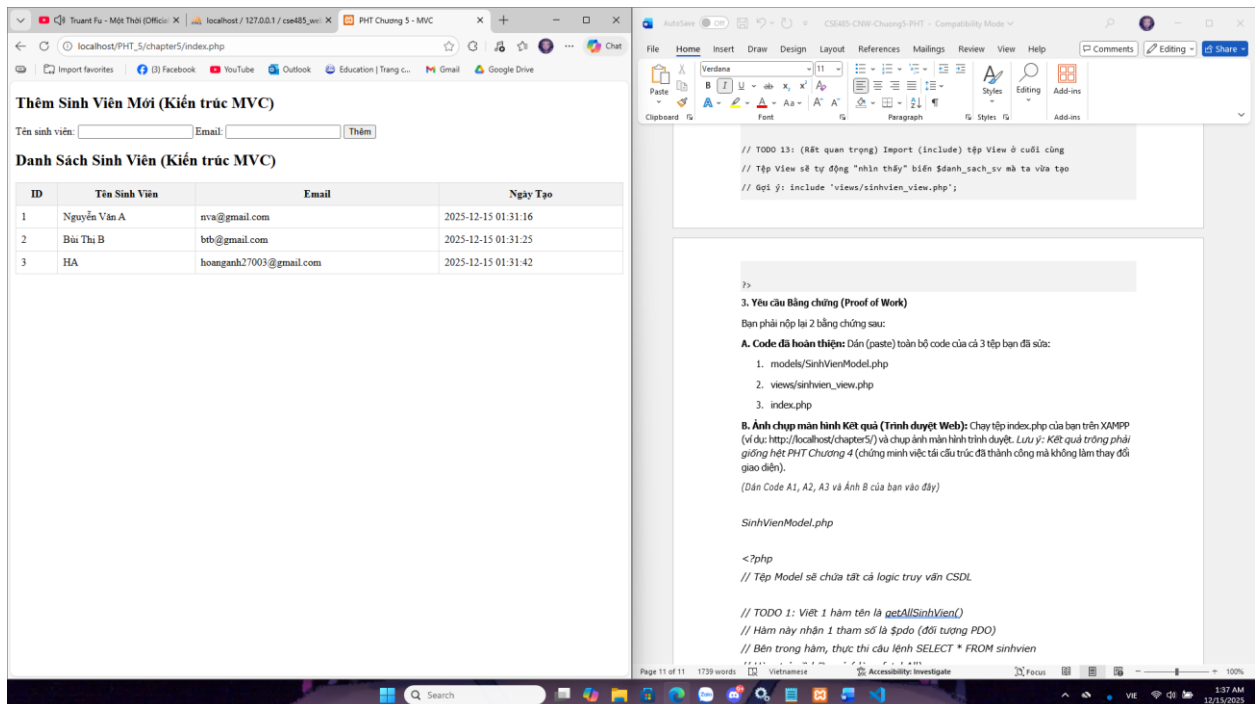 Truant Fu - Một Thời (Officia
localhost / 127.0.0.1 / cse485_wel
PHT Chương 5 - MVC
localhost/PHT_5/chapter5/index.php
Chat
Import favorites
(3) Facebook
YouTube
Outlook
Education | Trang c...
Gmail
Google Drive
Thêm Sinh Viên Mới (Kiến trúc MVC)
Tên sinh viên: Email: Thêm
Danh Sách Sinh Viên (Kiến trúc MVC)
ID Tên Sinh Viên Email Ngày Tạo
1 Nguyễn Văn A nva@gmail.com 2025-12-15 01:31:16
2 Bùi Thị B btb@gmail.com 2025-12-15 01:31:25
3 HA hoanganh27003@gmail.com 2025-12-15 01:31:42
AutoSave Off CSE485-CNW-Chuong5-PHT - Compatibility Mode
File Home Insert Draw Design Layout References Mailings Review View Help Comments Editing Share
Verdana 11
Paste Styles Editing Add-ins
Clipboard Font Paragraph Styles Add-ins
// TODO 13: (Rất quan trọng) Import (include) tệp View ở cuối cùng
// Tệp View sẽ tự động "nhìn thấy" biến $danh_sach_sv mà ta vừa tạo
// Gợi ý: include 'views/sinhvien_view.php';
?>
3. Yêu cầu Bằng chứng (Proof of Work)
Bạn phải nộp lại 2 bằng chứng sau:
A. Code đã hoàn thiện: Dán (paste) toàn bộ code của cả 3 tệp bạn đã sửa:
1. models/SinhVienModel.php
2. views/sinhvien_view.php
3. index.php
B. Ảnh chụp màn hình Kết quả (Trình duyệt Web): Chạy tệp index.php của bạn trên XAMPP
(ví dụ: http://localhost/chapter5/) và chụp ảnh màn hình trình duyệt. Lưu ý: Kết quả trông phải
giống hệt PHT Chương 4 (chứng minh việc tái cấu trúc đã thành công mà không làm thay đổi
giao diện).
(Dán Code A1, A2, A3 và Ảnh B của bạn vào đây)
SinhVienModel.php
<?php
// Tệp Model sẽ chứa tất cả logic truy vấn CSDL
// TODO 1: Viết 1 hàm tên là getAllSinhVien()
// Hàm này nhận 1 tham số là $pdo (đối tượng PDO)
// Bên trong hàm, thực thi câu lệnh SELECT * FROM sinhvien
Page 11 of 11 1739 words Vietnamese Accessibility: Investigate Focus 100%
Search
VIE
1:37 AM
12/15/2025